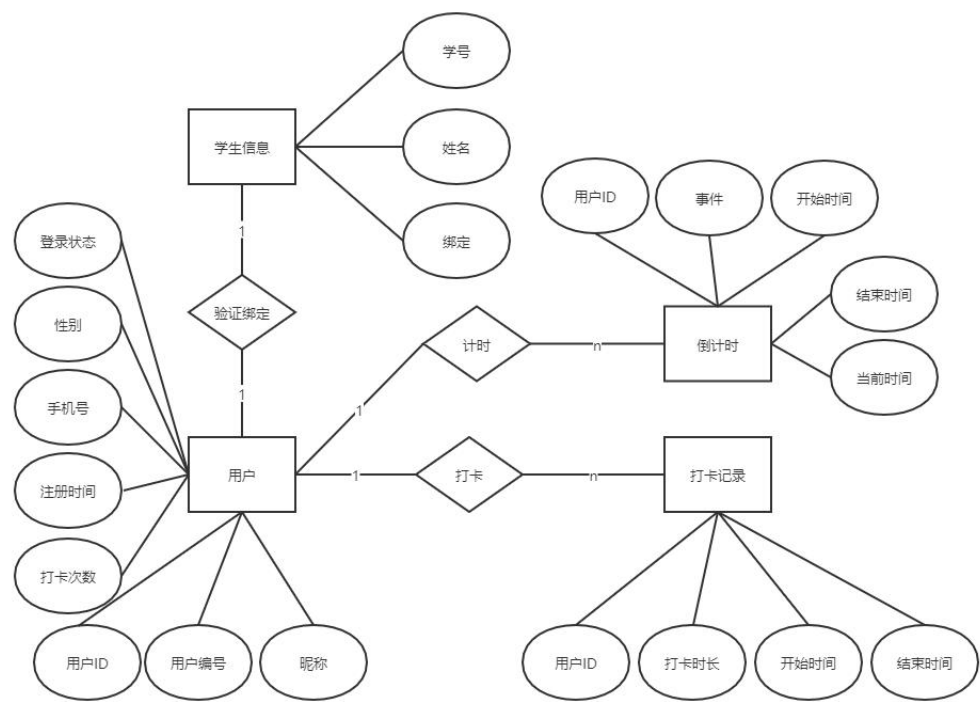 学号
学生信息
姓名
用户ID
事件
开始时间
1
登录状态
绑定
结束时间
验证绑定
性别
计时
n
倒计时
当前时间
1
手机号
1
用户
1
打卡
n
打卡记录
注册时间
打卡次数
用户ID
用户编号
昵称
用户ID
打卡时长
开始时间
结束时间